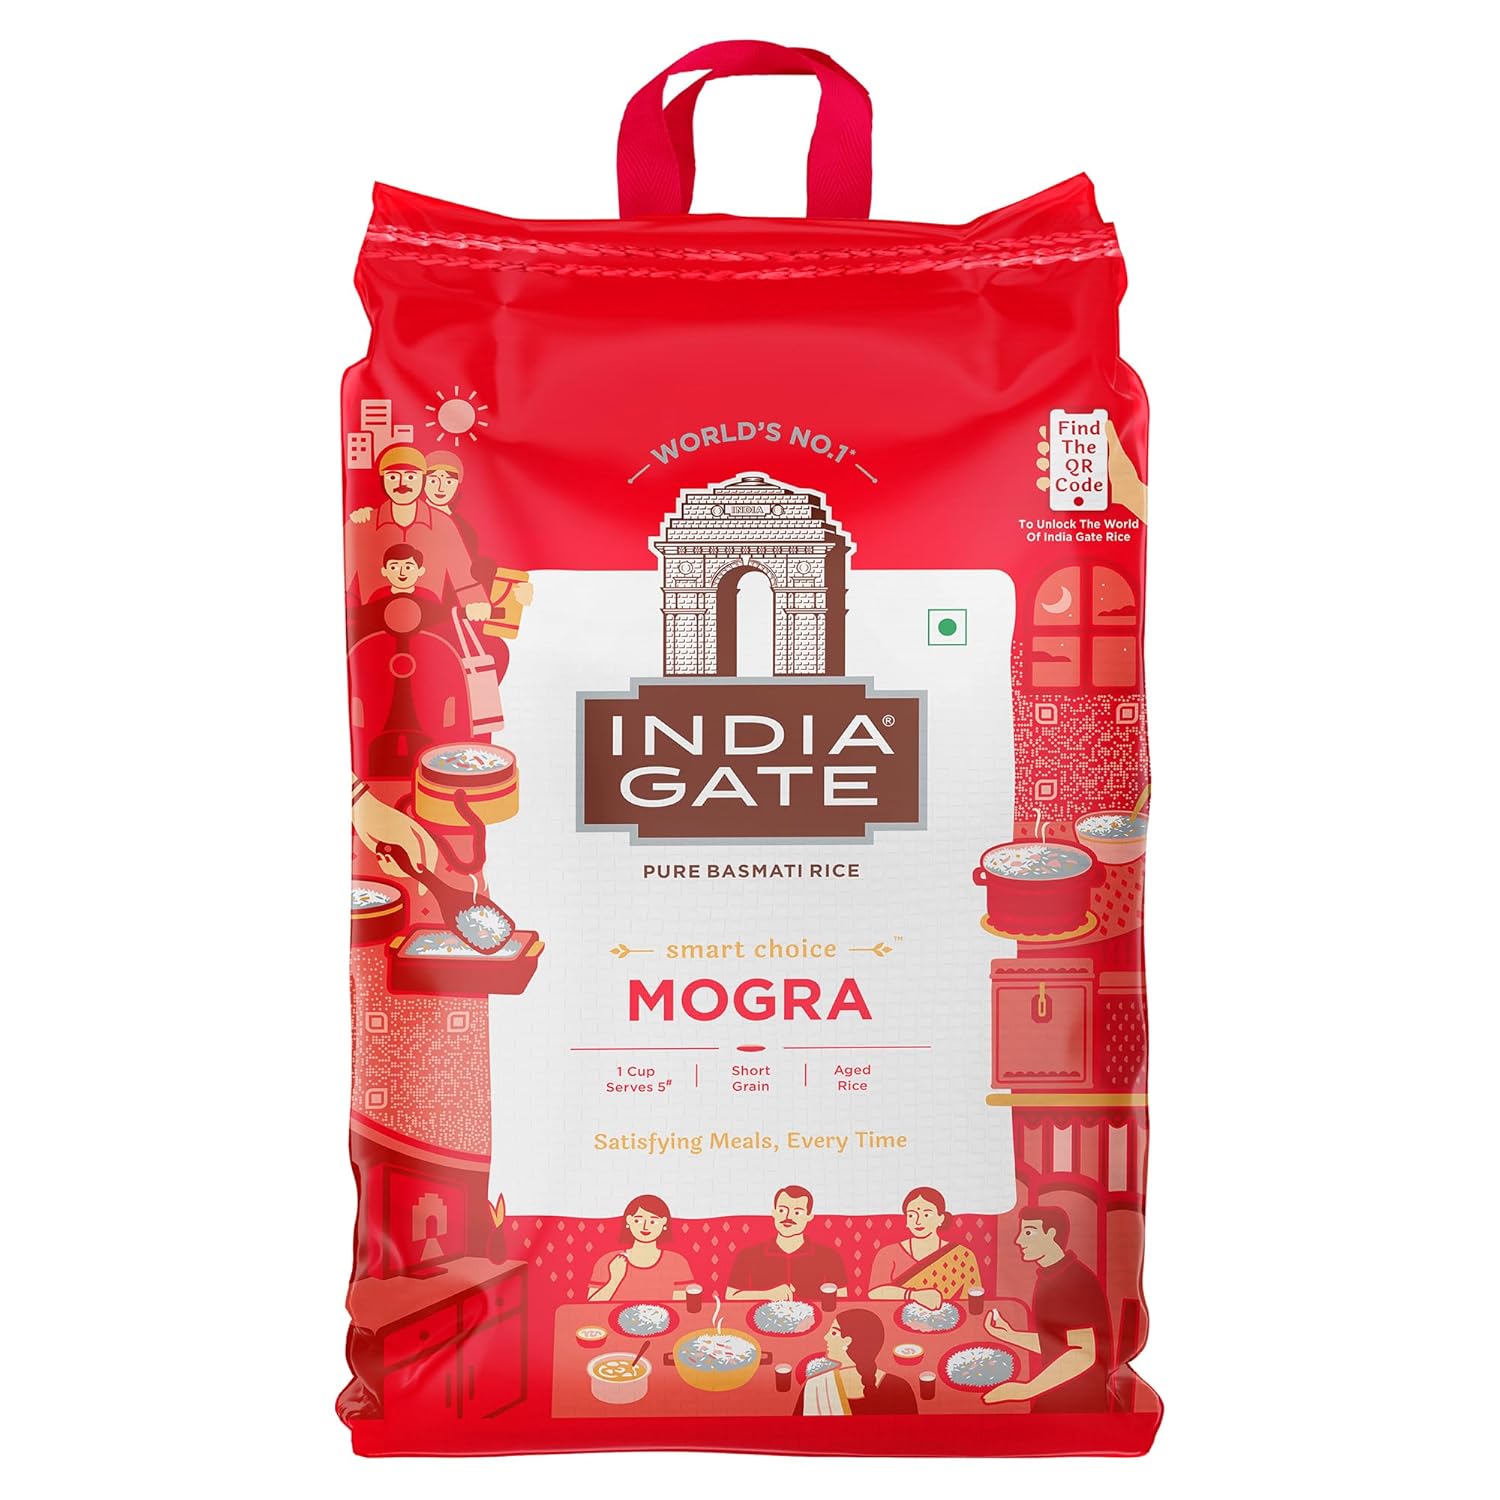 WORLD'S NO.1*
INDIA
INDIA®
GATE
PURE BASMATI RICE
smart choice™
MOGRA
1 Cup
Serves 5#
Short
Grain
Aged
Rice
Satisfying Meals, Every Time
Find
The
QR
Code
To Unlock The World
Of India Gate Rice